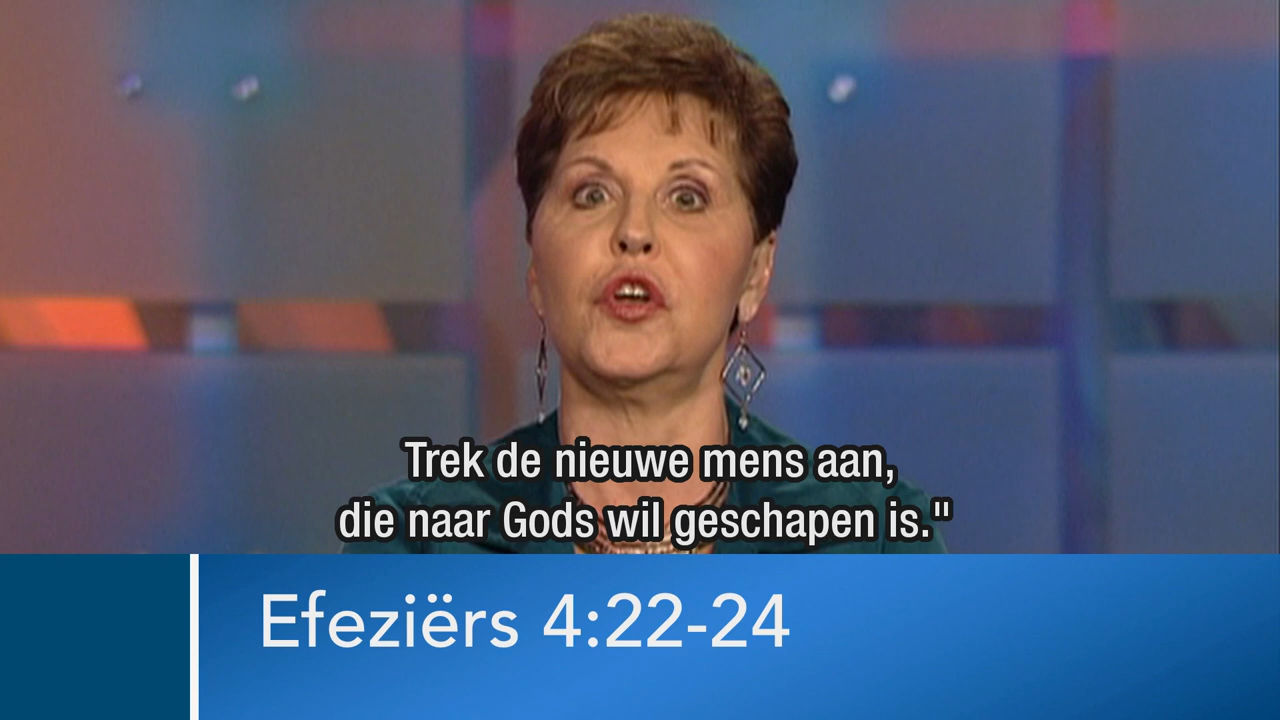 Trek de nieuwe mens aan,
die naar Gods wil geschapen is."
Efeziërs 4:22-24